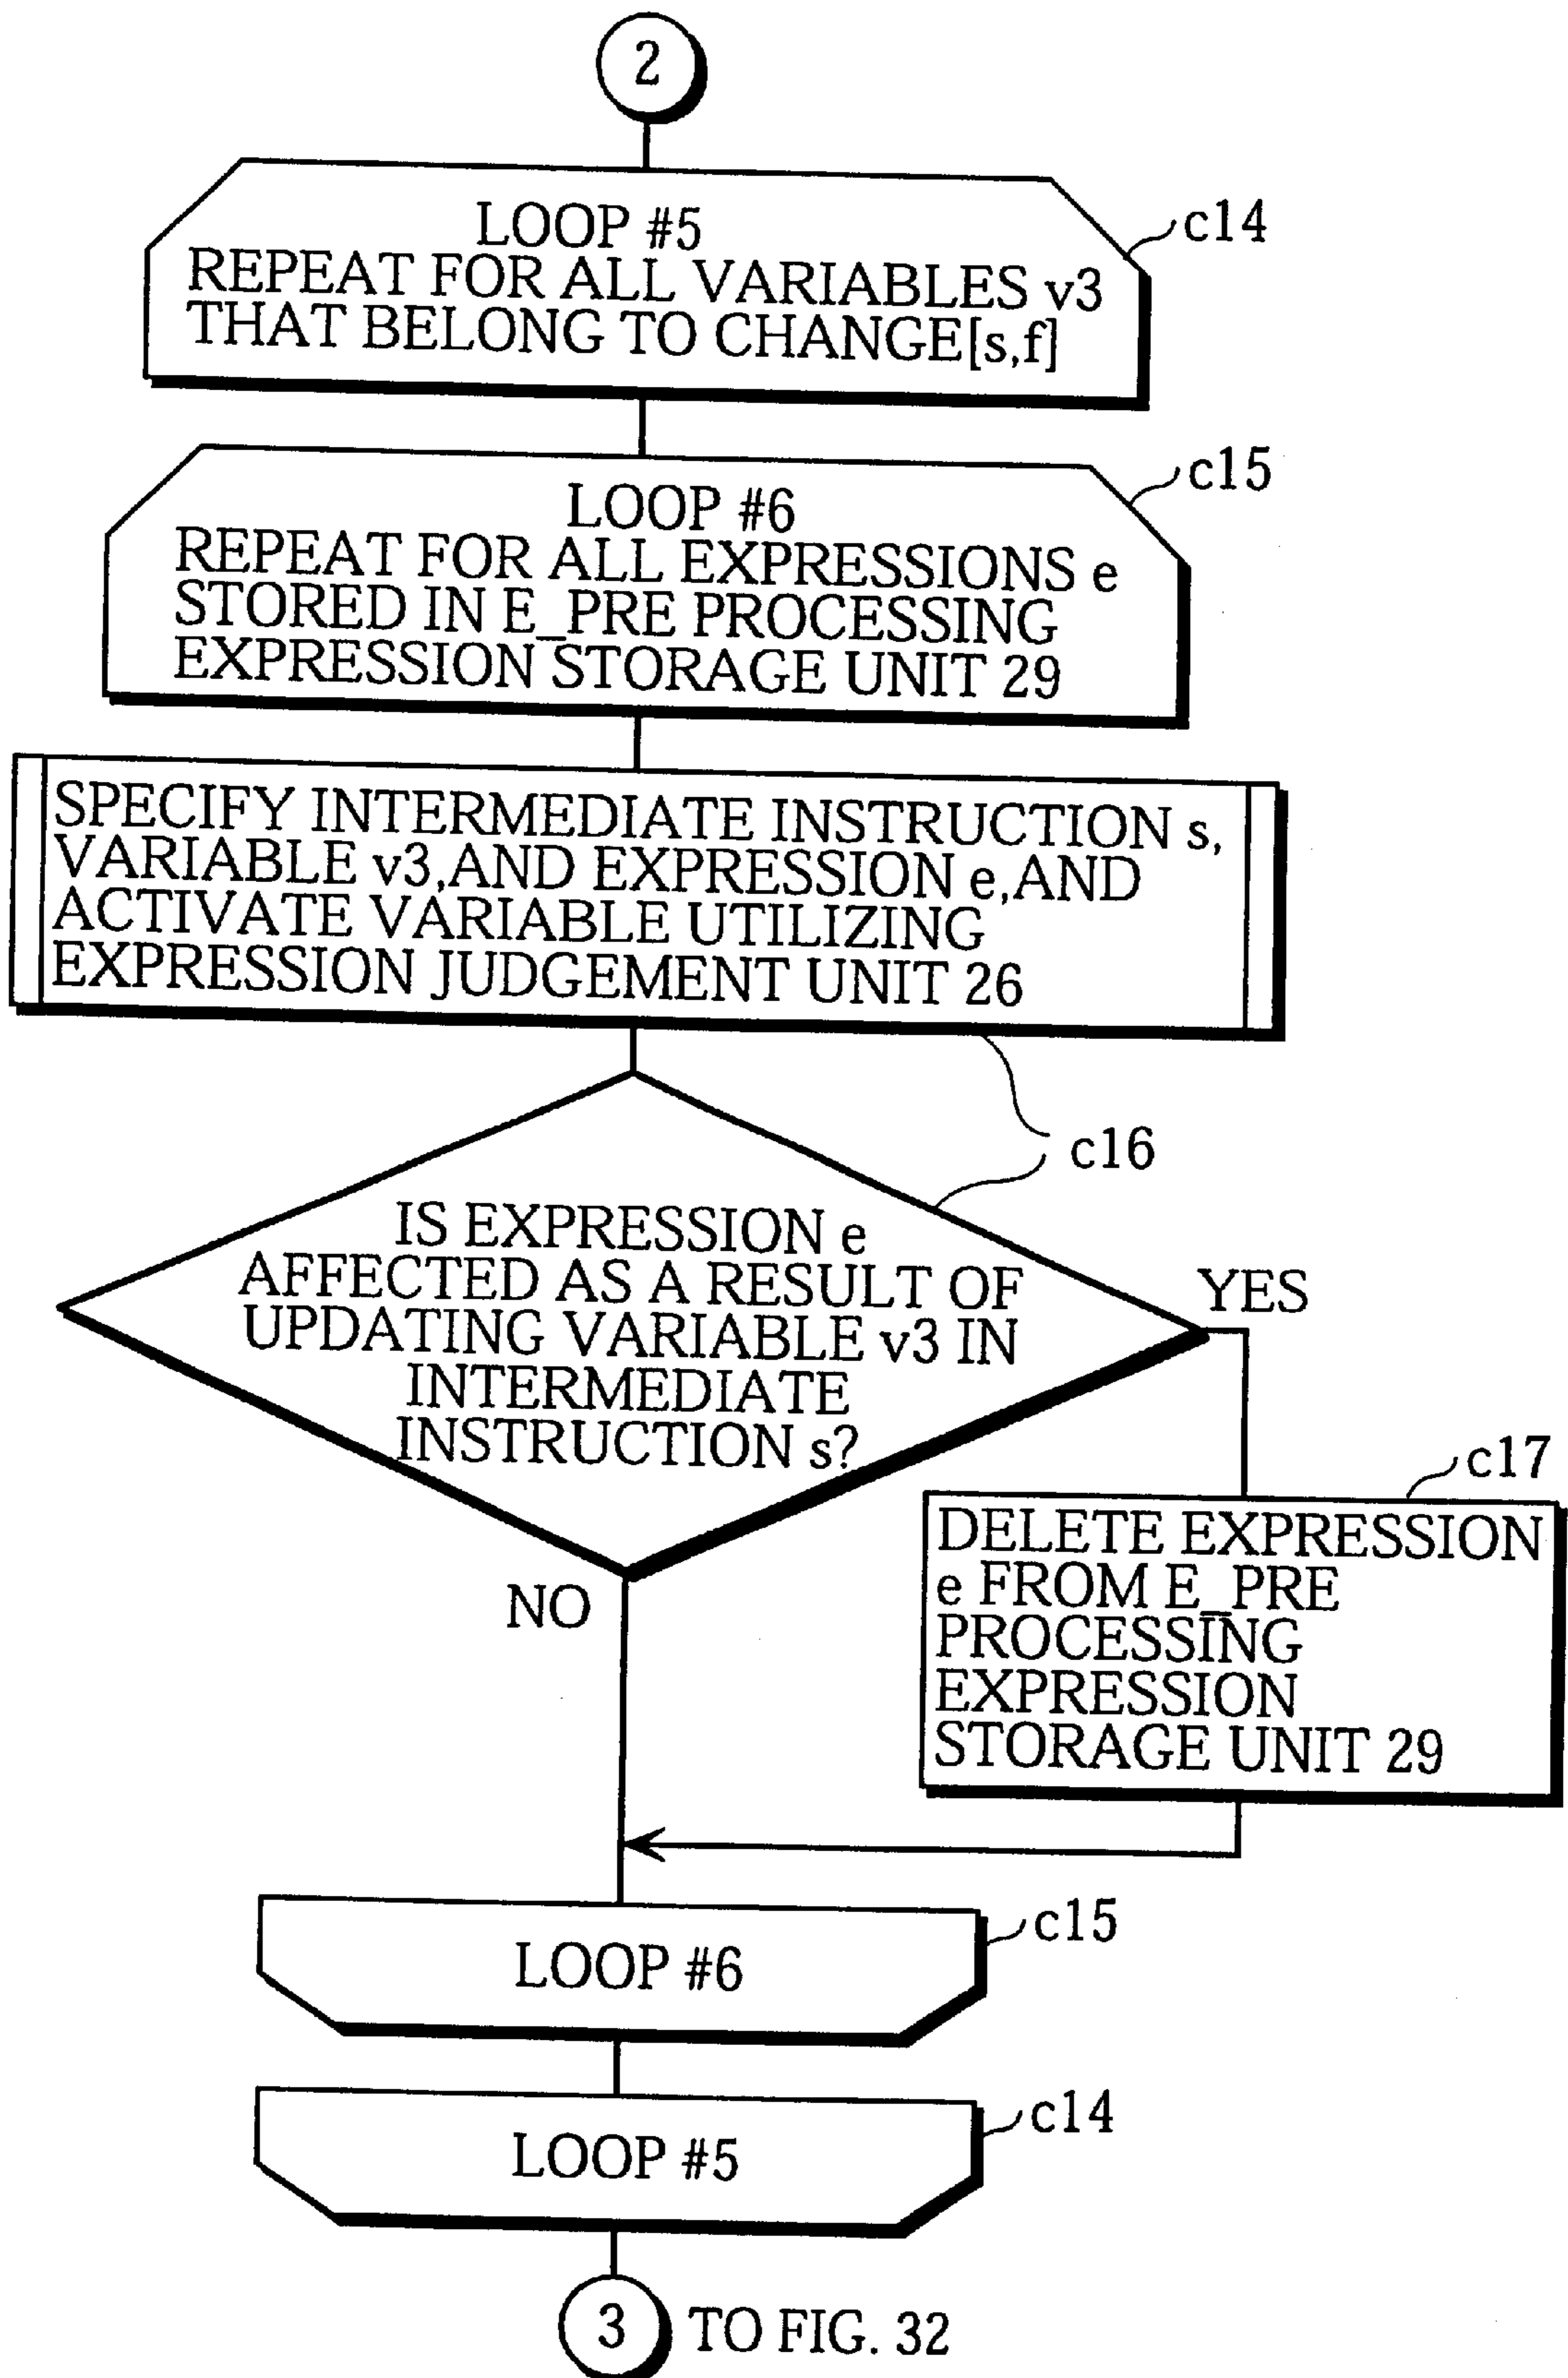 2
LOOP #5
REPEAT FOR ALL VARIABLES v3
THAT BELONG TO CHANGE[s,f]
c14
LOOP #6
REPEAT FOR ALL EXPRESSIONS e
STORED IN E_PRE PROCESSING
EXPRESSION STORAGE UNIT 29
c15
SPECIFY INTERMEDIATE INSTRUCTION s,
VARIABLE v3,AND EXPRESSION e,AND
ACTIVATE VARIABLE UTILIZING
EXPRESSION JUDGEMENT UNIT 26
c16
IS EXPRESSION e
AFFECTED AS A RESULT OF
UPDATING VARIABLE v3 IN
INTERMEDIATE
INSTRUCTION s?
YES
NO
c17
DELETE EXPRESSION
e FROM E_PRE
PROCESSING
EXPRESSION
STORAGE UNIT 29
LOOP #6
c15
LOOP #5
c14
3 TO FIG. 32